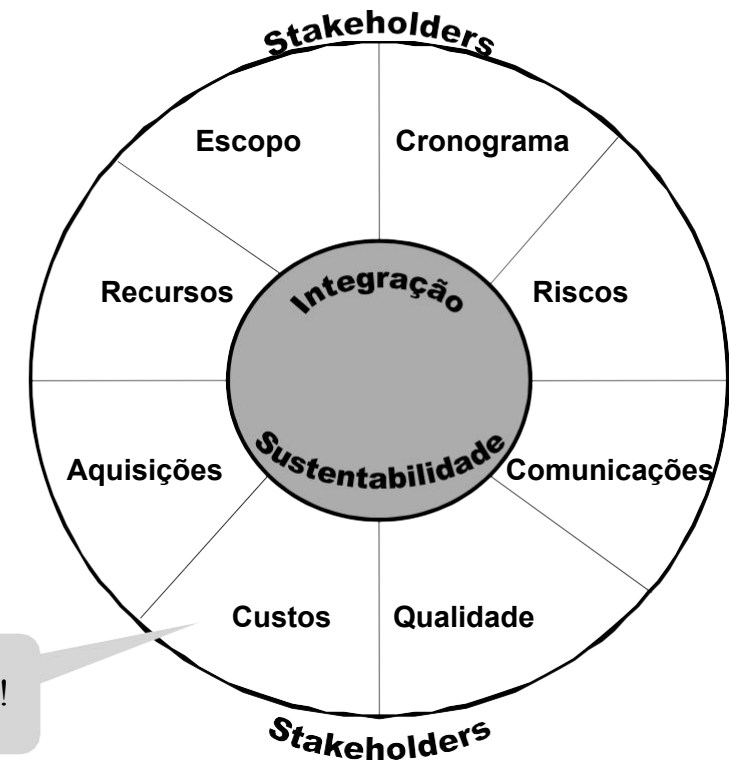 Stakeholders
Escopo
Cronograma
Recursos
Integração
Riscos
Aquisições
Sustentabilidade
Comunicações
Custos
Qualidade
!
Stakeholders